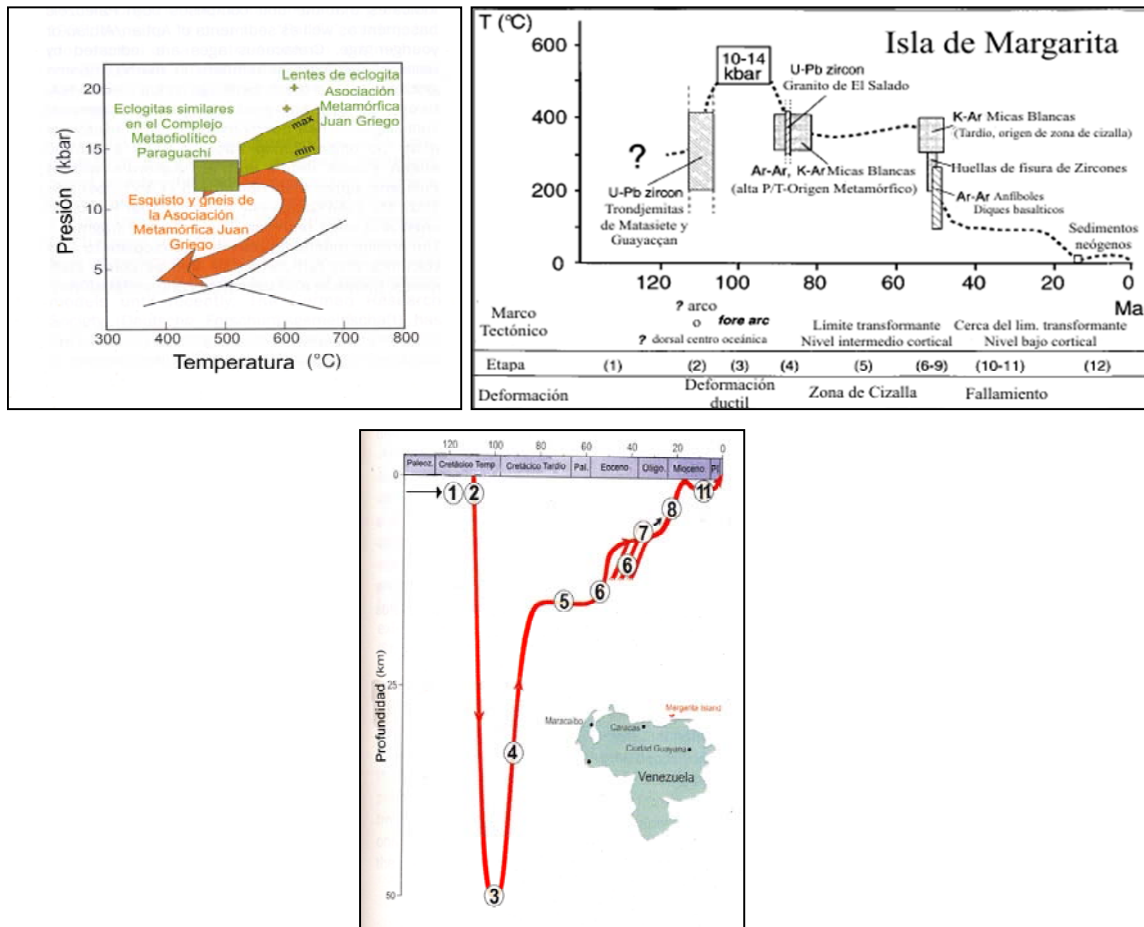 20
15
10
5
Presión (kbar)
Lentes de eclogita
Asociación
Metamórfica
Juan Griego
Eclogitas similares
en el Complejo
Metaofiolítico
Paraguachí
max
min
Esquisto y gneis de
la Asociación
Metamórfica Juan
Griego
300 400 500 600 700 800
Temperatura (°C)
T (°C)
Isla de Margarita
600
400
200
0
10-14
kbar
U-Pb zircon
Granito de El Salado
K-Ar Micas Blancas
(Tardío, origen de zona de cizalla)
?
Ar-Ar, K-Ar Micas Blancas
(alta P/T-Origen Metamórfico)
Huellas de fisura de Zircones
U-Pb zircon
Trondjemitas
de Matasiete y
Guayacçan
Ar-Ar Anfíboles
Diques basalticos
Sedimentos
neógenos
120 100 80 60 40 20 0
Ma
Marco
Tectónico
? arco
o fore arc
? dorsal centro oceánica
Límite transformante
Nivel intermedio cortical
Cerca del lim. transformante
Nivel bajo cortical
Etapa (1) (2) (3) (4) (5) (6-9) (10-11) (12)
Deformación
Deformación
ductil
Zona de Cizalla
Fallamiento
120 100 80 60 40 20 0
Paleoz. Cretácico Temp Cretácico Tardio Pal. Eoceno Oligo. Mioceno Pl
0
1 2
11
8
7
6
6
5
25
4
3
50
Profundidad (km)
Margarita Island
Maracaibo
Caracas
Ciudad Guayana
Venezuela